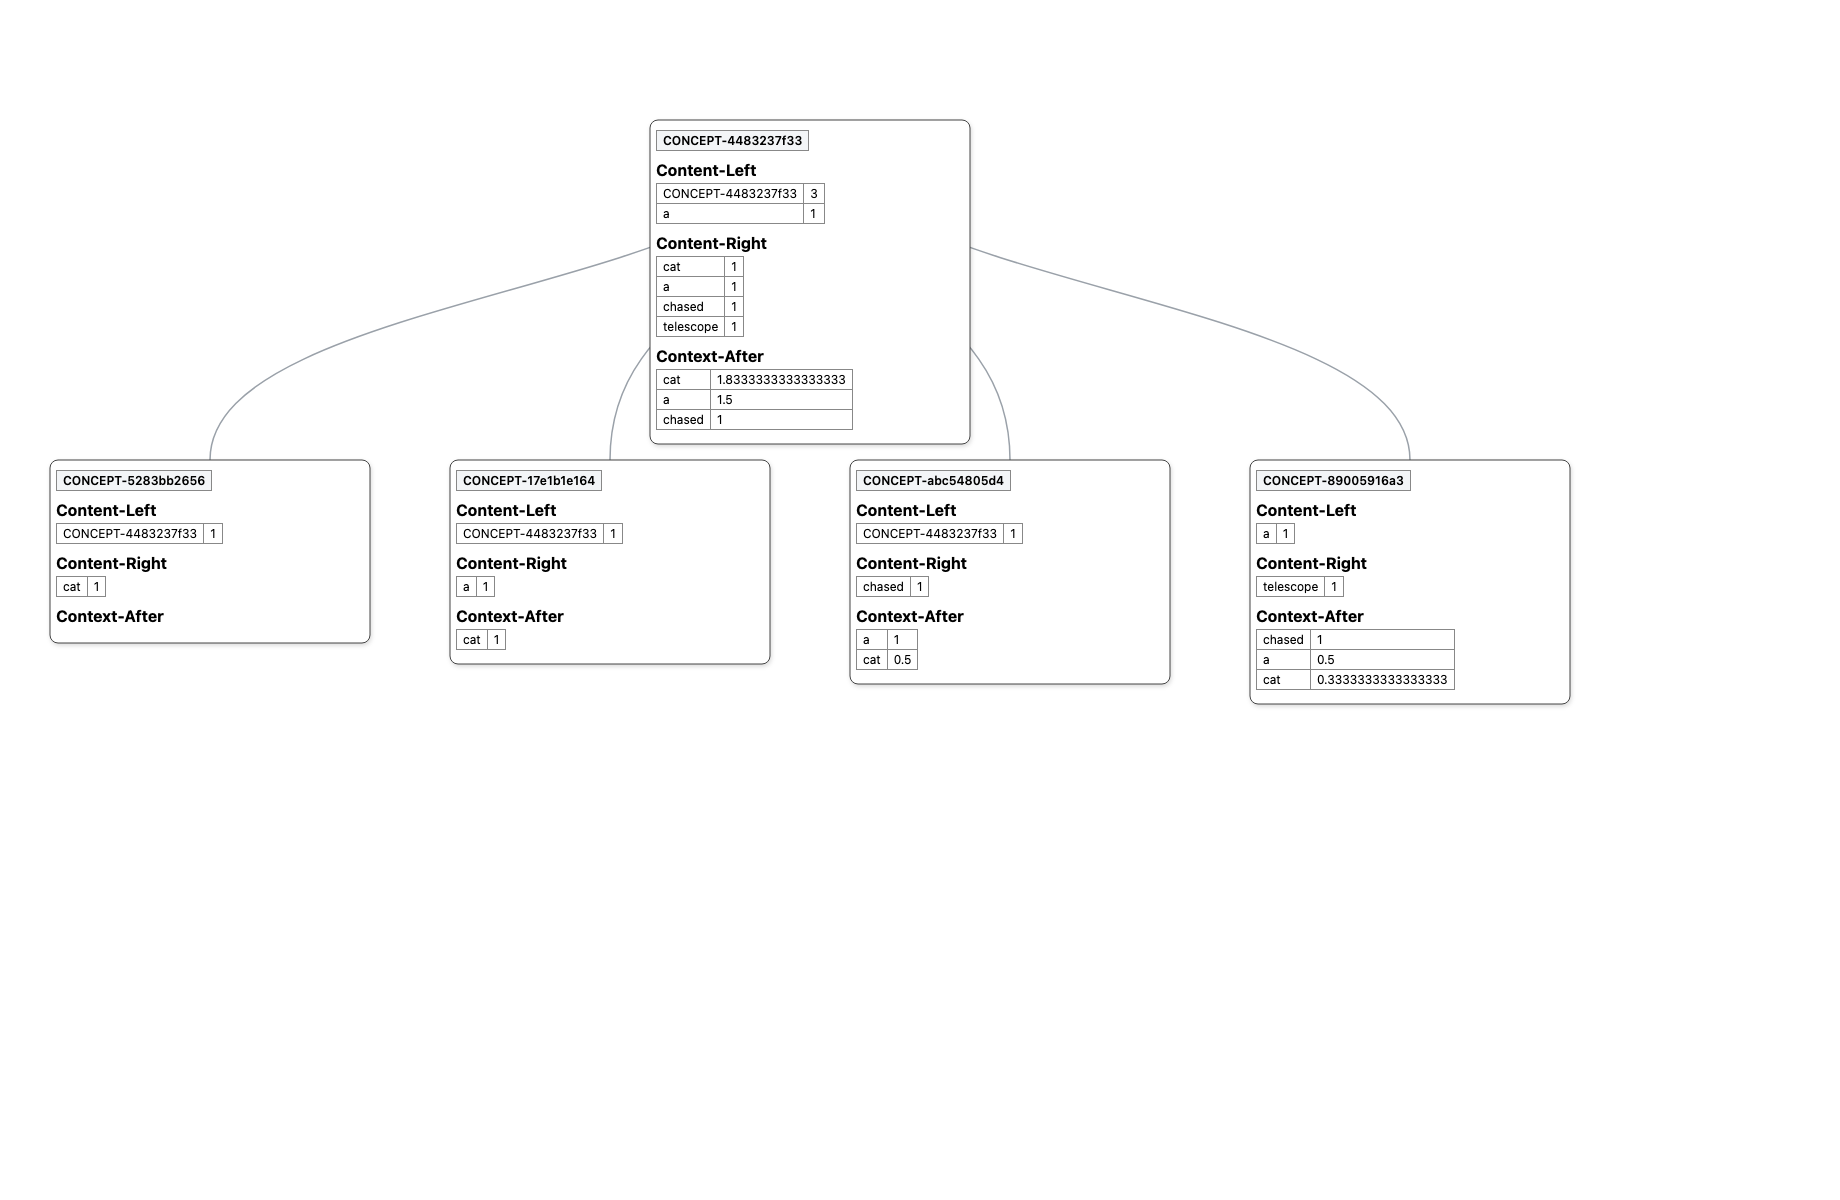 CONCEPT-4483237f33
Content-Left
CONCEPT-4483237f33 3
a 1
Content-Right
cat 1
a 1
chased 1
telescope 1
Context-After
cat 1.8333333333333333
a 1.5
chased 1
CONCEPT-5283bb2656
Content-Left
CONCEPT-4483237f33 1
Content-Right
cat 1
Context-After
CONCEPT-17e1b1e164
Content-Left
CONCEPT-4483237f33 1
Content-Right
a 1
Context-After
cat 1
CONCEPT-abc54805d4
Content-Left
CONCEPT-4483237f33 1
Content-Right
chased 1
Context-After
a 1
cat 0.5
CONCEPT-89005916a3
Content-Left
a 1
Content-Right
telescope 1
Context-After
chased 1
a 0.5
cat 0.3333333333333333